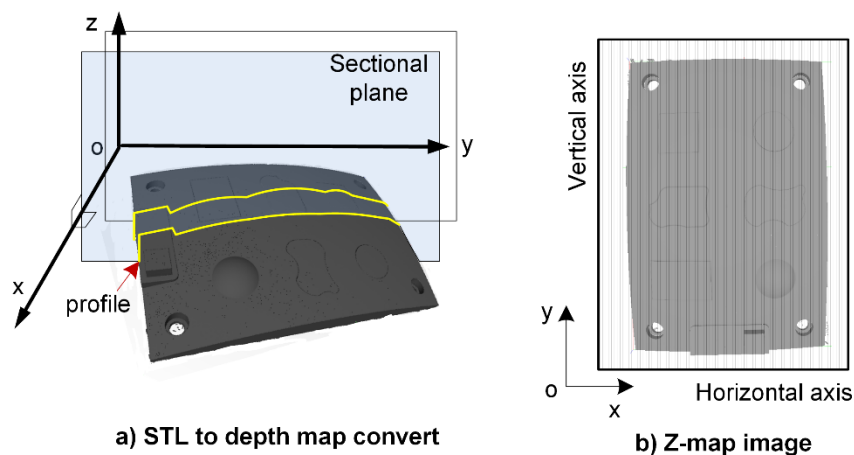 z
Sectional
plane
o
y
x
profile
a) STL to depth map convert
Vertical axis
y
o
x
Horizontal axis
b) Z-map image